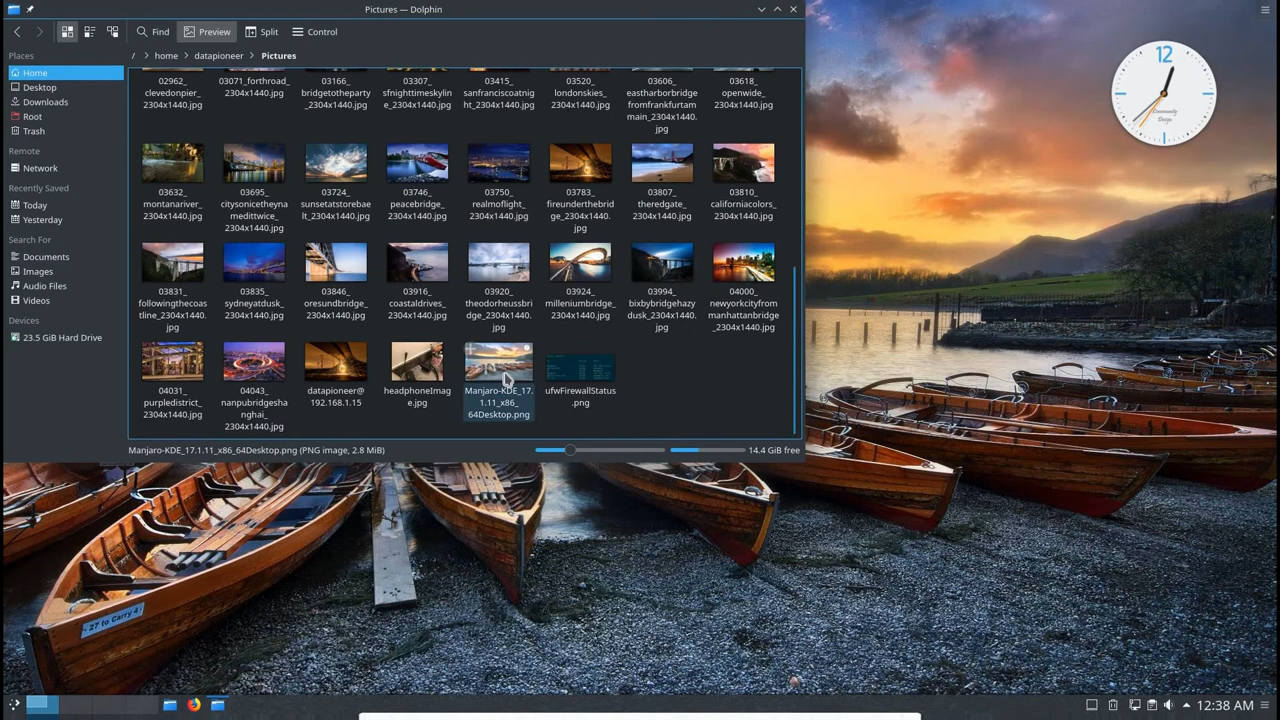 Pictures — Dolphin
Find
Preview
Split
Control
Places
/ > home > datapioneer > Pictures
Home
Desktop
Downloads
Root
Trash
Remote
Network
Recently Saved
Today
Yesterday
Search For
Documents
Images
Audio Files
Videos
Devices
23.5 GiB Hard Drive
02962_
clevedonpier_
2304x1440.jpg
03071_forthroad_
2304x1440.jpg
03166_
bridgetotheparty
_2304x1440.jpg
03307_
sfnighttimeskylin
e_2304x1440.jpg
03415_
sanfranciscoatnig
ht_2304x1440.jpg
03520_
londonskies_
2304x1440.jpg
03606_
eastharborbridge
fromfrankfurtam
main_2304x1440.
jpg
03618_
openwide_
2304x1440.jpg
03632_
montanariver_
2304x1440.jpg
03695_
citysonicetheyna
medittwice_
2304x1440.jpg
03724_
sunsetatstorebae
lt_2304x1440.jpg
03746_
peacebridge_
2304x1440.jpg
03750_
realmoflight_
2304x1440.jpg
03783_
fireunderthebrid
ge_2304x1440.
jpg
03807_
theredgate_
2304x1440.jpg
03810_
californiacolors_
2304x1440.jpg
03831_
followingthecoas
tline_2304x1440.
jpg
03835_
sydneyatdusk_
2304x1440.jpg
03846_
oresundbridge_
2304x1440.jpg
03916_
coastaldrives_
2304x1440.jpg
03920_
theodorheussbri
dge_2304x1440.
jpg
03924_
milleniumbridge_
2304x1440.jpg
03994_
bixbybridgehazy
dusk_2304x1440.
jpg
04000_
newyorkcityfrom
manhattanbridge
_2304x1440.jpg
04031_
purpledistrict_
2304x1440.jpg
04043_
nanpubridgesha
nghai_
2304x1440.jpg
datapioneer@
192.168.1.15
headphoneImag
e.jpg
Manjaro-KDE_17.
1.11_x86_
64Desktop.png
ufwFirewallStatus
.png
Manjaro-KDE_17.1.11_x86_64Desktop.png (PNG image, 2.8 MiB)
14.4 GiB free
12
Community
Design
- 27 to Carry 4
12:38 AM